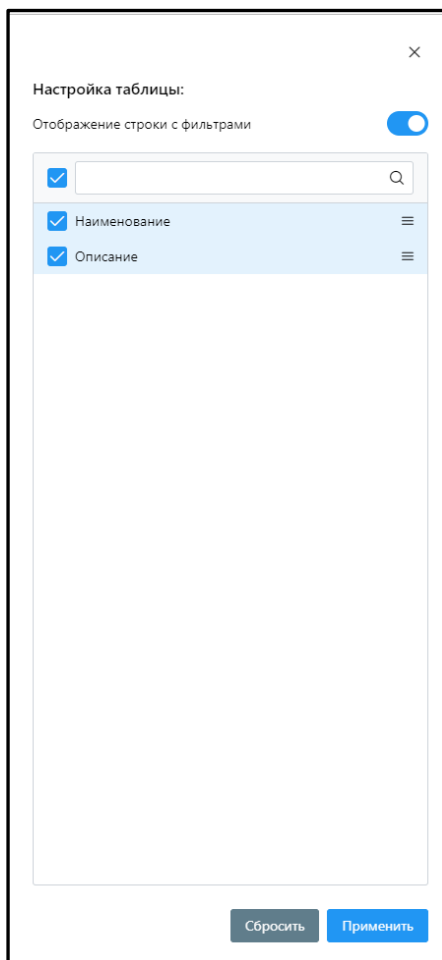 Настройка таблицы:
Отображение строки с фильтрами
Наименование
Описание
Сбросить Применить